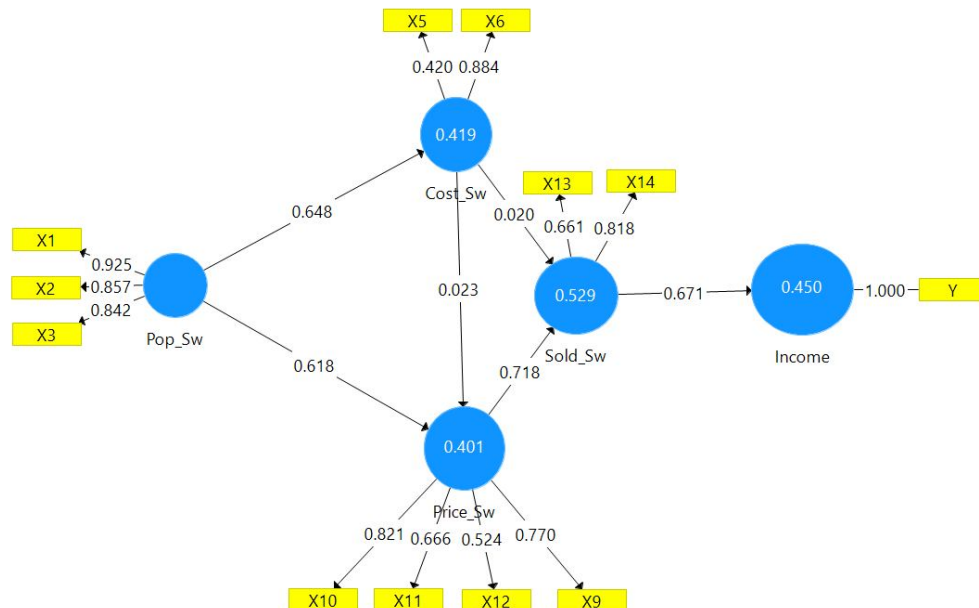 X5 X6
0.420 0.884
0.419
Cost_Sw
X13 X14
0.648
0.020 0.661 0.818
X1
0.925
X2 0.857
0.842
X3
Pop_Sw
0.023
0.529
Sold_Sw
0.671
0.450
Income
1.000
Y
0.618
0.718
0.401
Price_Sw
0.821 0.666 0.524 0.770
X10 X11 X12 X9